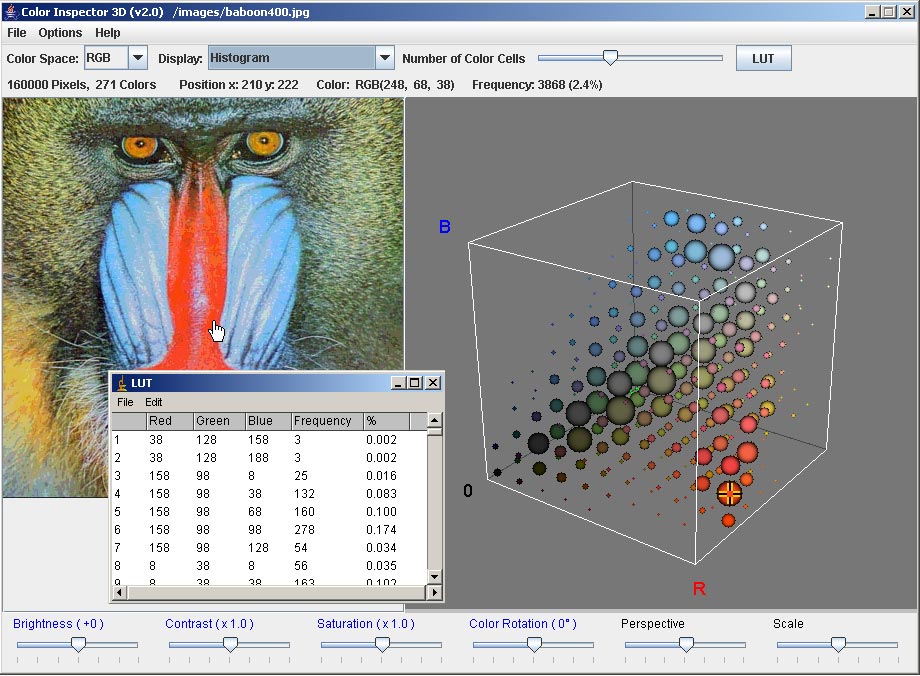 Color Inspector 3D (v2.0) /images/baboon400.jpg
File Options Help
Color Space: RGB Display: Histogram Number of Color Cells LUT
160000 Pixels, 271 Colors Position x: 210 y: 222 Color: RGB(248, 68, 38) Frequency: 3868 (2.4%)
B
0
R
LUT
File Edit
Red Green Blue Frequency %
1 38 128 158 3 0.002
2 38 128 188 3 0.002
3 158 98 8 25 0.016
4 158 98 38 132 0.083
5 158 98 68 160 0.100
6 158 98 98 278 0.174
7 158 98 128 54 0.034
8 8 38 8 56 0.035
9 8 38 38 163 0.102
Brightness ( +0 ) Contrast ( x 1.0 ) Saturation ( x 1.0 ) Color Rotation ( 0° ) Perspective Scale